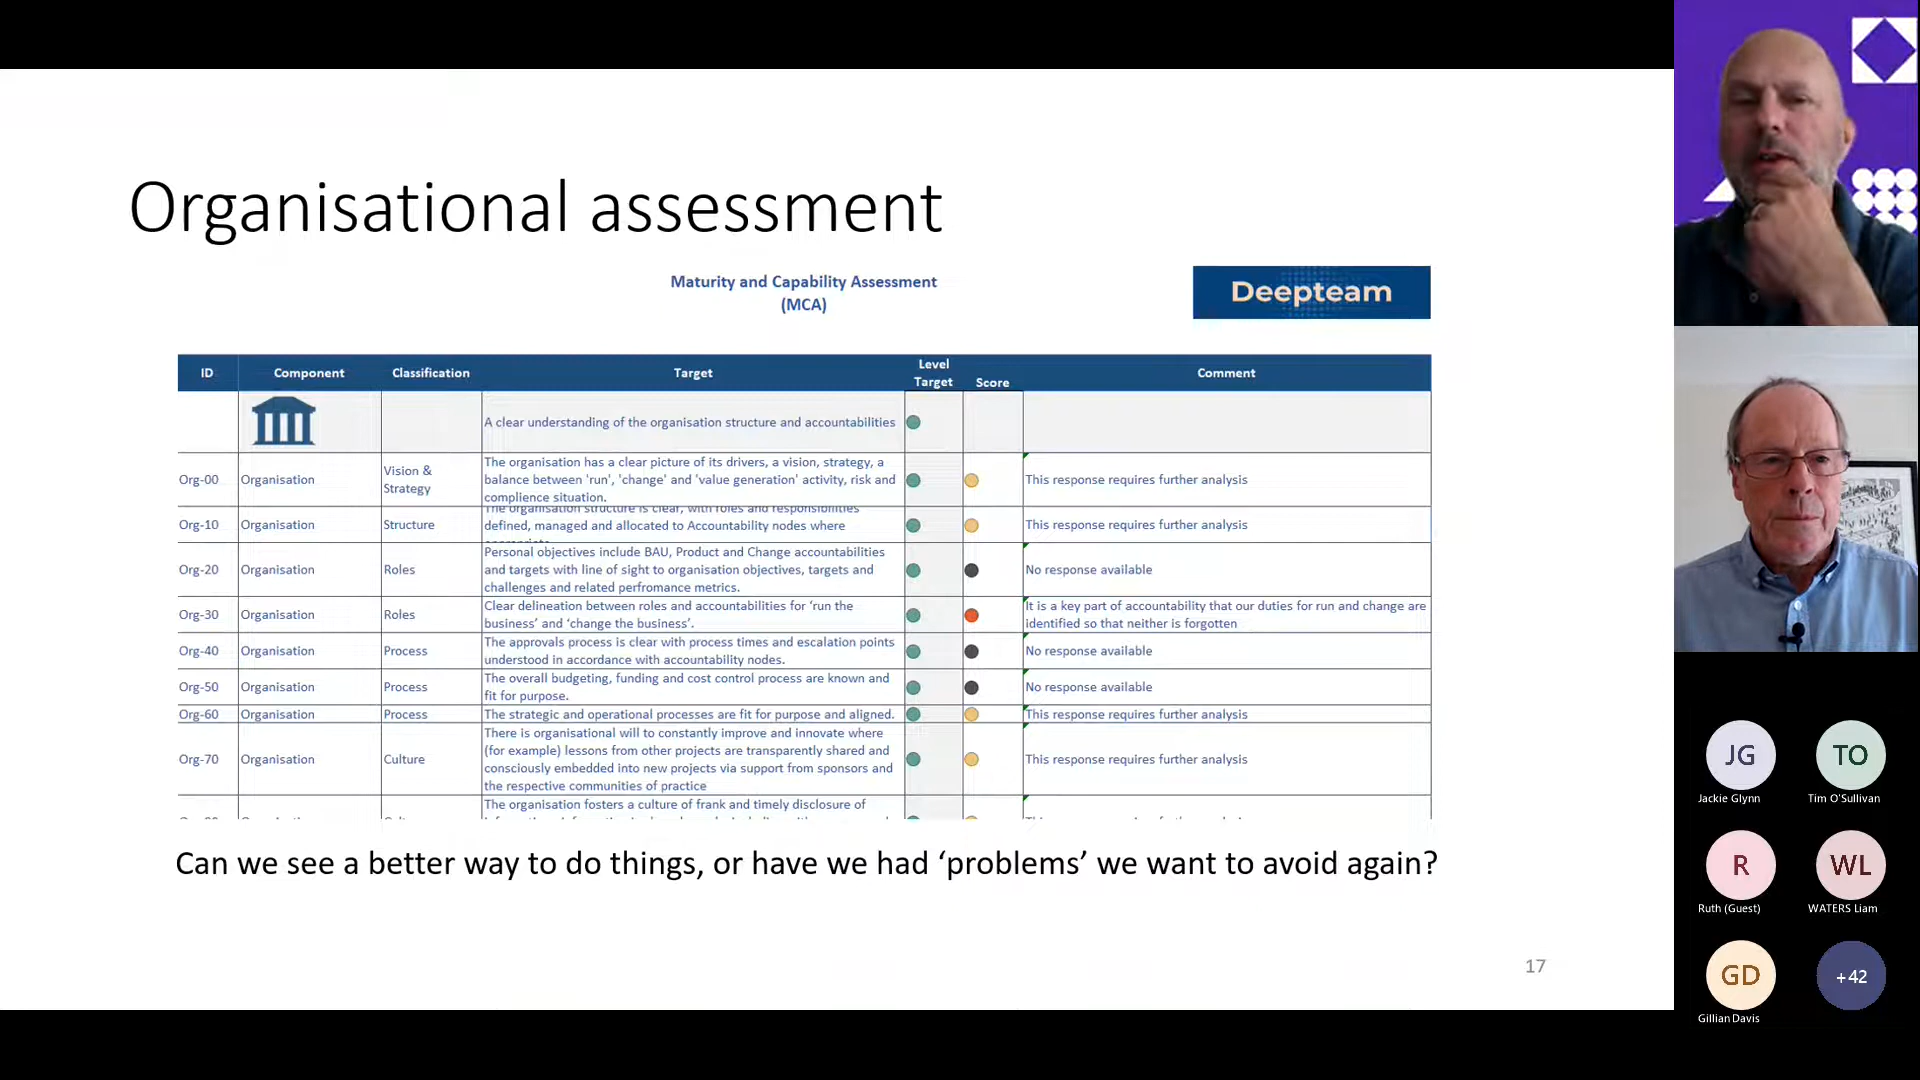 Organisational assessment
Maturity and Capability Assessment
(MCA)
Deepteam
ID Component Classification Target Level Target Score Comment
A clear understanding of the organisation structure and accountabilities
Org-00 Organisation Vision & Strategy
The organisation has a clear picture of its drivers, a vision, strategy, a
balance between 'run', 'change' and 'value generation' activity, risk and
complience situation.
This response requires further analysis
Org-10 Organisation Structure
The organisation structure is clear, with roles and responsibilities
defined, managed and allocated to Accountability nodes where
This response requires further analysis
Org-20 Organisation Roles
Personal objectives include BAU, Product and Change accountabilities
and targets with line of sight to organisation objectives, targets and
challenges and related perfromance metrics.
No response available
Org-30 Organisation Roles
Clear delineation between roles and accountabilities for ‘run the
business’ and ‘change the business’.
It is a key part of accountability that our duties for run and change are
identified so that neither is forgotten
Org-40 Organisation Process
The approvals process is clear with process times and escalation points
understood in accordance with accountability nodes.
No response available
Org-50 Organisation Process
The overall budgeting, funding and cost control process are known and
fit for purpose.
No response available
Org-60 Organisation Process
The strategic and operational processes are fit for purpose and aligned.
This response requires further analysis
Org-70 Organisation Culture
There is organisational will to constantly improve and innovate where
(for example) lessons from other projects are transparently shared and
consciously embedded into new projects via support from sponsors and
the respective communities of practice
This response requires further analysis
The organisation fosters a culture of frank and timely disclosure of
Can we see a better way to do things, or have we had ‘problems’ we want to avoid again?
17
JG
Jackie Glynn
TO
Tim O'Sullivan
R
Ruth (Guest)
WL
WATERS Liam
GD
Gillian Davis
+42